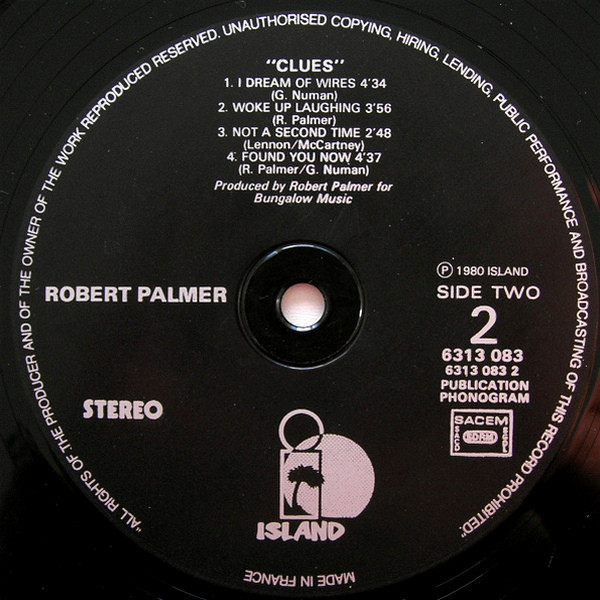 "ALL RIGHTS OF THE PRODUCER AND OF THE OWNER OF THE WORK REPRODUCED RESERVED. UNAUTHORISED COPYING, HIRING, LENDING, PUBLIC PERFORMANCE AND BROADCASTING OF THIS RECORD PROHIBITED."
"CLUES"
1. I DREAM OF WIRES 4'34
(G. Numan)
2. WOKE UP LAUGHING 3'56
(R. Palmer)
3. NOT A SECOND TIME 2'48
(Lennon/McCartney)
4. FOUND YOU NOW 4'37
(R. Palmer/G. Numan)
Produced by Robert Palmer for
Bungalow Music
ROBERT PALMER
Ⓟ 1980 ISLAND
SIDE TWO
2
6313 083
6313 083 2
PUBLICATION
PHONOGRAM
STEREO
SACEM
SACD
SDRM
SGDL
ISLAND
MADE IN FRANCE